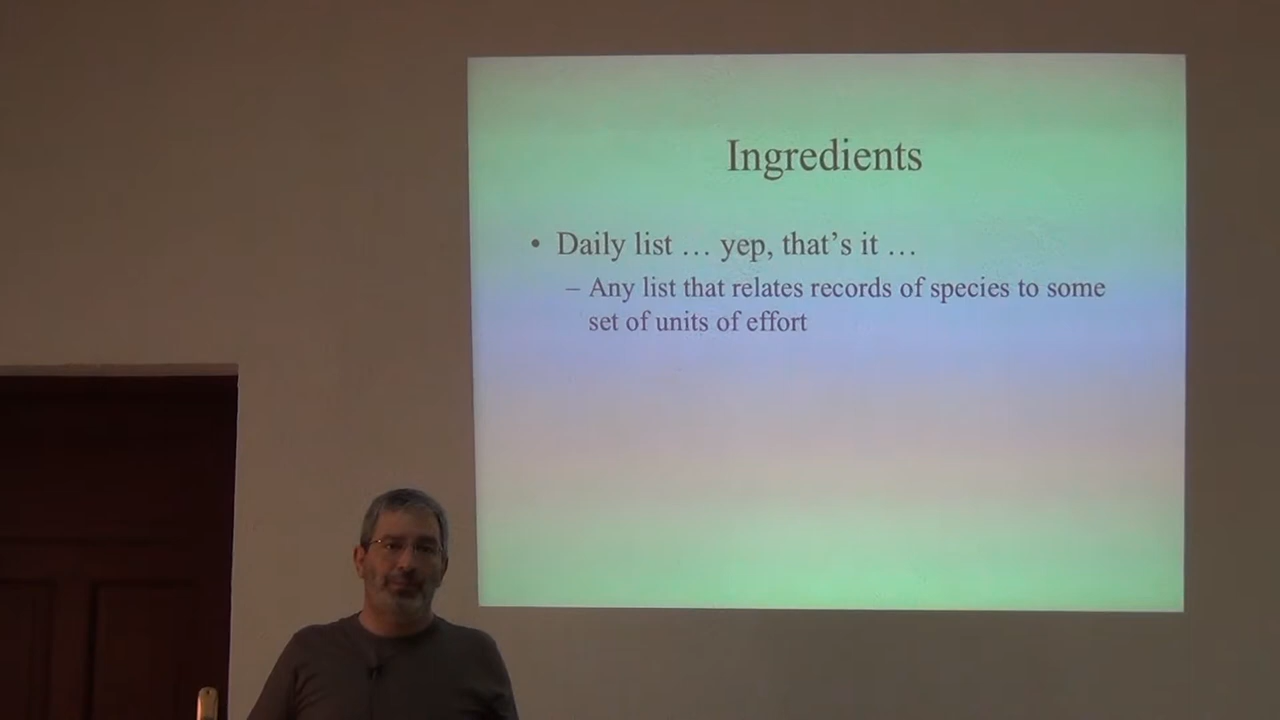 Ingredients
• Daily list … yep, that’s it …
– Any list that relates records of species to some
set of units of effort